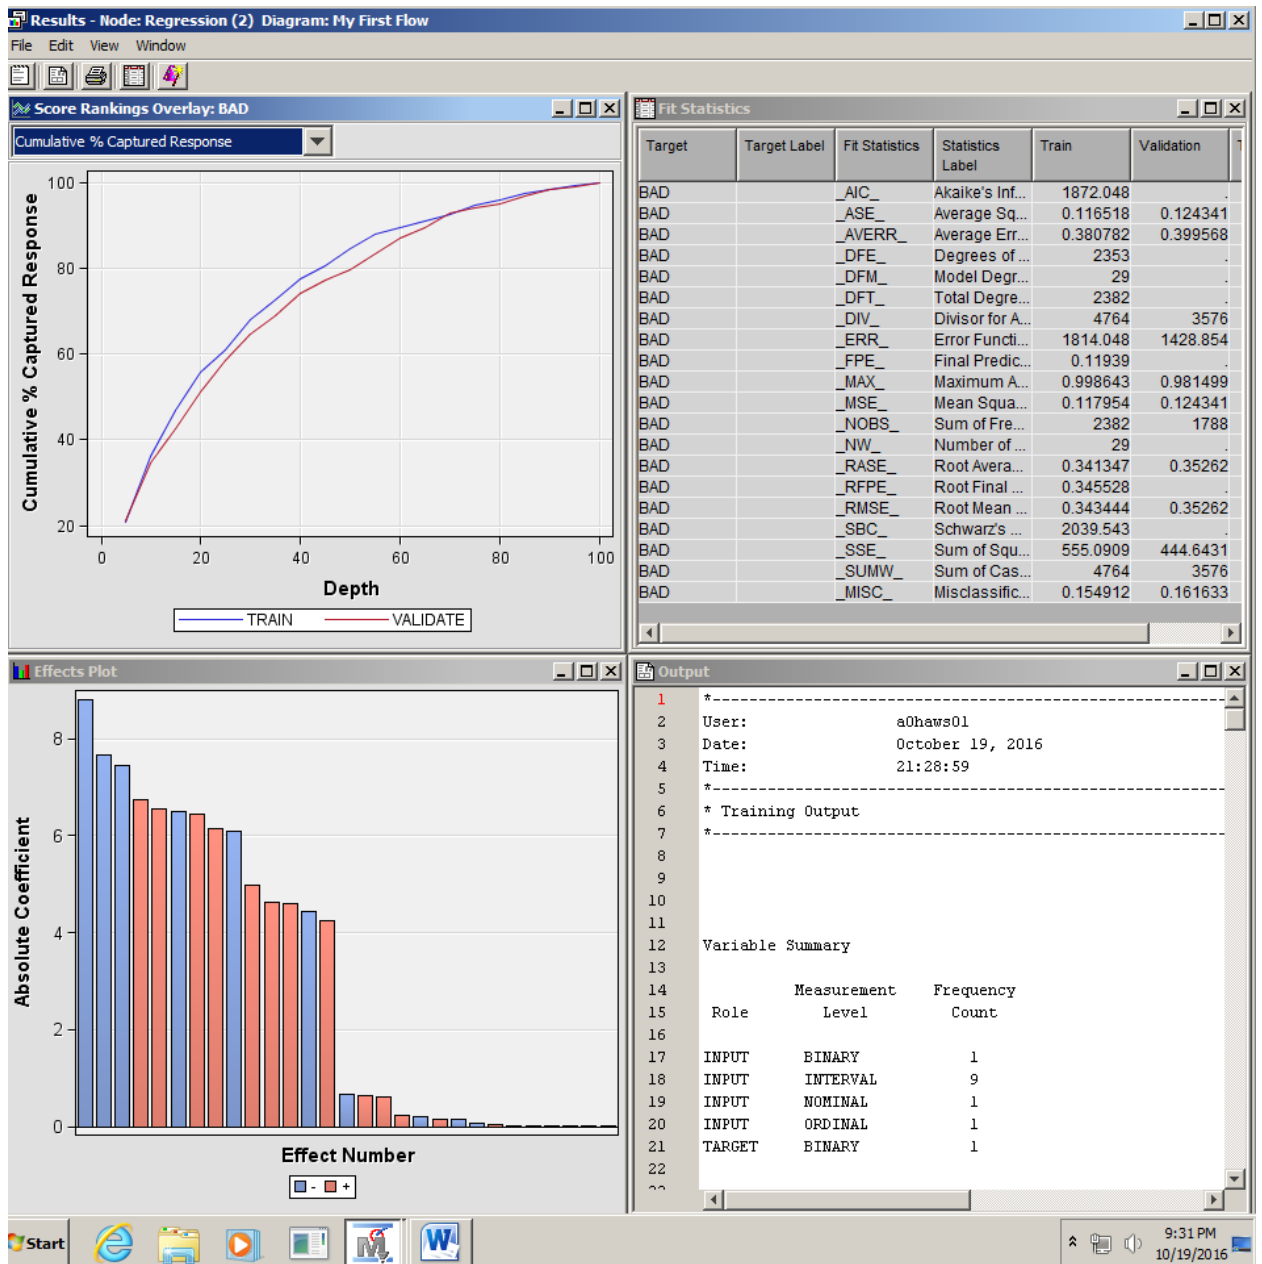 Results - Node: Regression (2) Diagram: My First Flow
File Edit View Window
Score Rankings Overlay: BAD
Cumulative % Captured Response
100
80
60
40
20
Cumulative % Captured Response
0 20 40 60 80 100
Depth
TRAIN VALIDATE
Fit Statistics
Target Target Label Fit Statistics Statistics Label Train Validation T
BAD _AIC_ Akaike's Inf... 1872.048 .
BAD _ASE_ Average Sq... 0.116518 0.124341
BAD _AVERR_ Average Err... 0.380782 0.399568
BAD _DFE_ Degrees of ... 2353 .
BAD _DFM_ Model Degr... 29 .
BAD _DFT_ Total Degre... 2382 .
BAD _DIV_ Divisor for A... 4764 3576
BAD _ERR_ Error Functi... 1814.048 1428.854
BAD _FPE_ Final Predic... 0.11939 .
BAD _MAX_ Maximum A... 0.998643 0.981499
BAD _MSE_ Mean Squa... 0.117954 0.124341
BAD _NOBS_ Sum of Fre... 2382 1788
BAD _NW_ Number of ... 29 .
BAD _RASE_ Root Avera... 0.341347 0.35262
BAD _RFPE_ Root Final ... 0.345528 .
BAD _RMSE_ Root Mean ... 0.343444 0.35262
BAD _SBC_ Schwarz's ... 2039.543 .
BAD _SSE_ Sum of Squ... 555.0909 444.6431
BAD _SUMW_ Sum of Cas... 4764 3576
BAD _MISC_ Misclassific... 0.154912 0.161633
Effects Plot
8
6
4
2
0
Absolute Coefficient
Effect Number
- +
Output
1 *------------------------------------------------------------
2 User: a0haws01
3 Date: October 19, 2016
4 Time: 21:28:59
5 *------------------------------------------------------------
6 * Training Output
7 *------------------------------------------------------------
8
9
10
11
12 Variable Summary
13
14 Measurement Frequency
15 Role Level Count
16
17 INPUT BINARY 1
18 INPUT INTERVAL 9
19 INPUT NOMINAL 1
20 INPUT ORDINAL 1
21 TARGET BINARY 1
22
Start
9:31 PM
10/19/2016